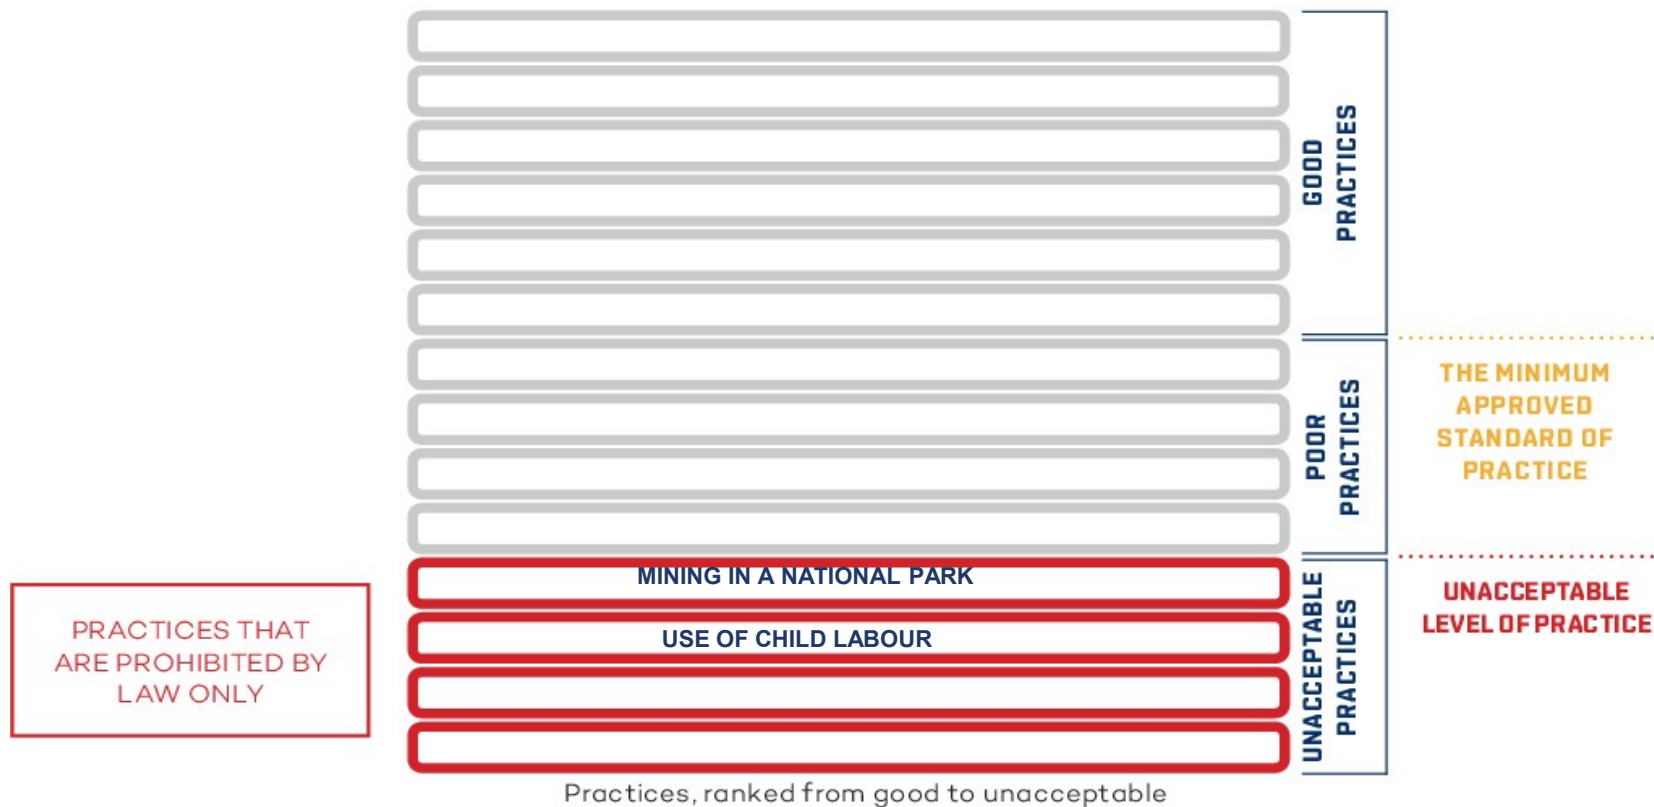 GOOD
PRACTICES
POOR
PRACTICES
THE MINIMUM
APPROVED
STANDARD OF
PRACTICE
PRACTICES THAT
ARE PROHIBITED BY
LAW ONLY
MINING IN A NATIONAL PARK
USE OF CHILD LABOUR
UNACCEPTABLE
PRACTICES
UNACCEPTABLE
LEVEL OF PRACTICE
Practices, ranked from good to unacceptable